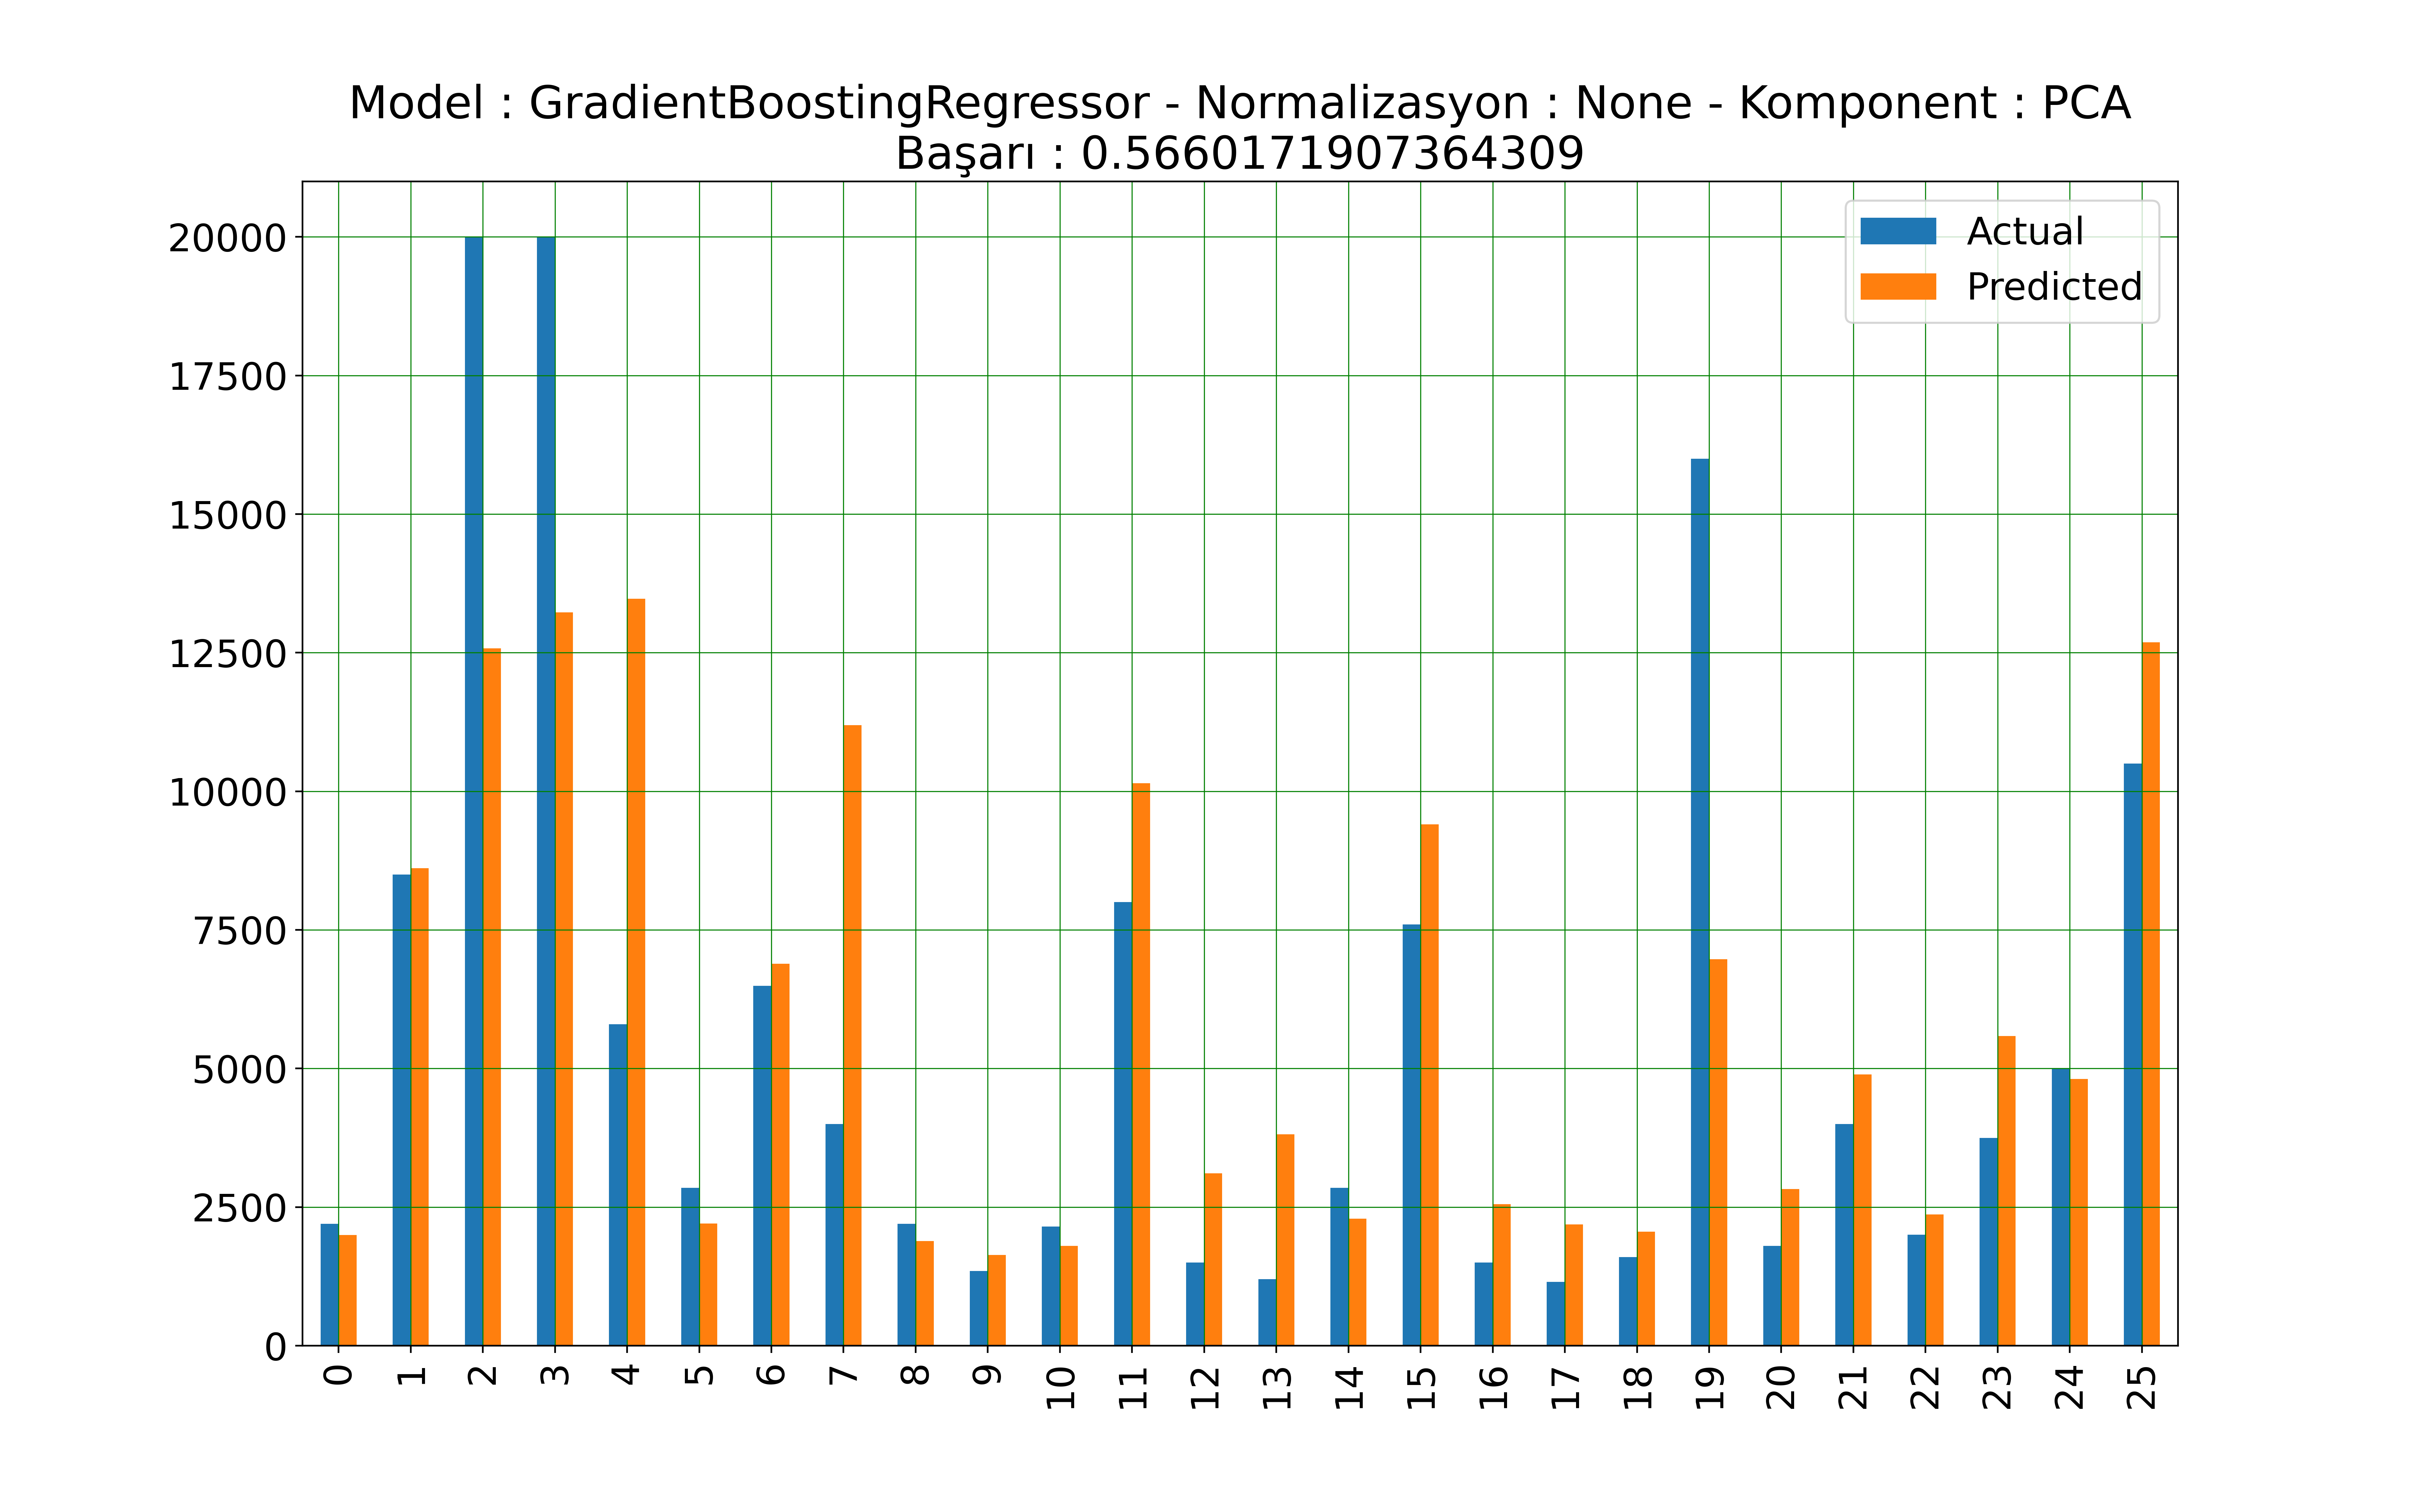 Model : GradientBoostingRegressor - Normalizasyon : None - Komponent : PCA
Başarı : 0.5660171907364309
Actual
Predicted
20000
17500
15000
12500
10000
7500
5000
2500
0
0 1 2 3 4 5 6 7 8 9 10 11 12 13 14 15 16 17 18 19 20 21 22 23 24 25